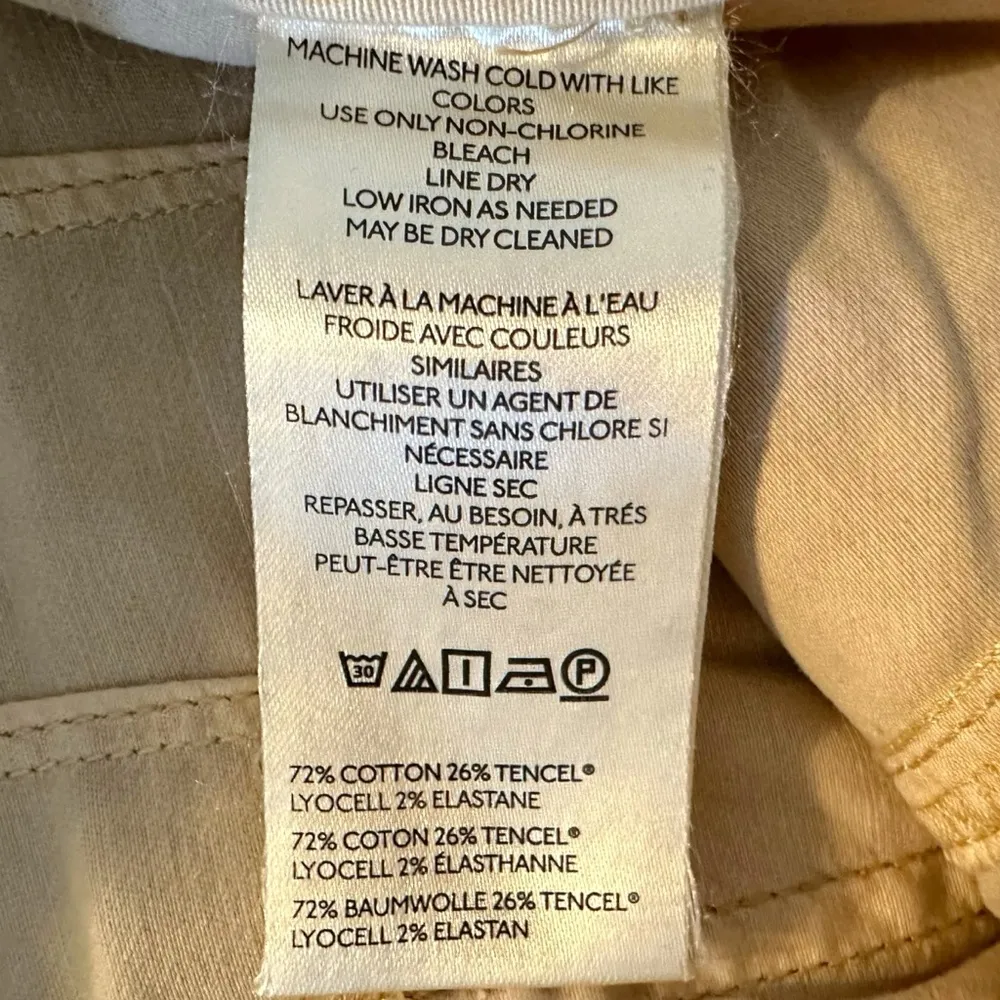 MACHINE WASH COLD WITH LIKE
COLORS
USE ONLY NON-CHLORINE
BLEACH
LINE DRY
LOW IRON AS NEEDED
MAY BE DRY CLEANED
LAVER À LA MACHINE À L'EAU
FROIDE AVEC COULEURS
SIMILAIRES
UTILISER UN AGENT DE
BLANCHIMENT SANS CHLORE SI
NÉCESSAIRE
LIGNE SEC
REPASSER, AU BESOIN, À TRÉS
BASSE TEMPÉRATURE
PEUT-ÊTRE ÊTRE NETTOYÉE
À SEC
30 P
72% COTTON 26% TENCEL®
LYOCELL 2% ELASTANE
72% COTON 26% TENCEL®
LYOCELL 2% ÉLASTHANNE
72% BAUMWOLLE 26% TENCEL®
LYOCELL 2% ELASTAN